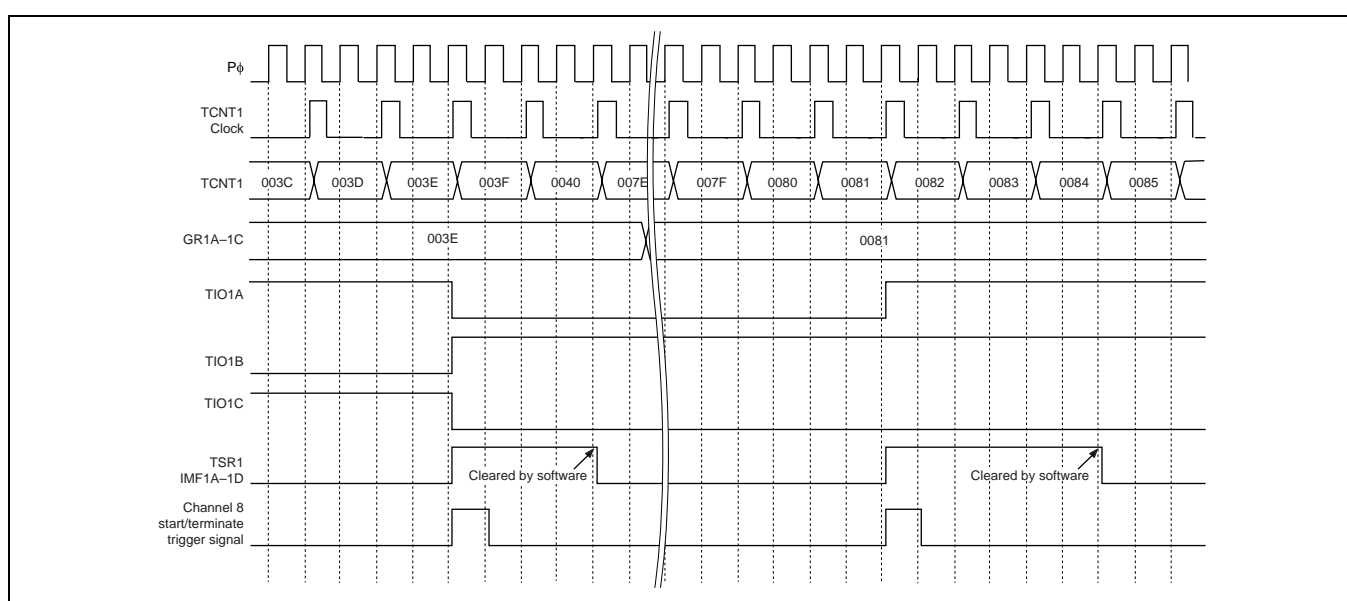 Pϕ
TCNT1
Clock
TCNT1
003C 003D 003E 003F 0040 007E 007F 0080 0081 0082 0083 0084 0085
GR1A–1C
003E 0081
TIO1A
TIO1B
TIO1C
TSR1
IMF1A–1D
Cleared by software Cleared by software
Channel 8
start/terminate
trigger signal